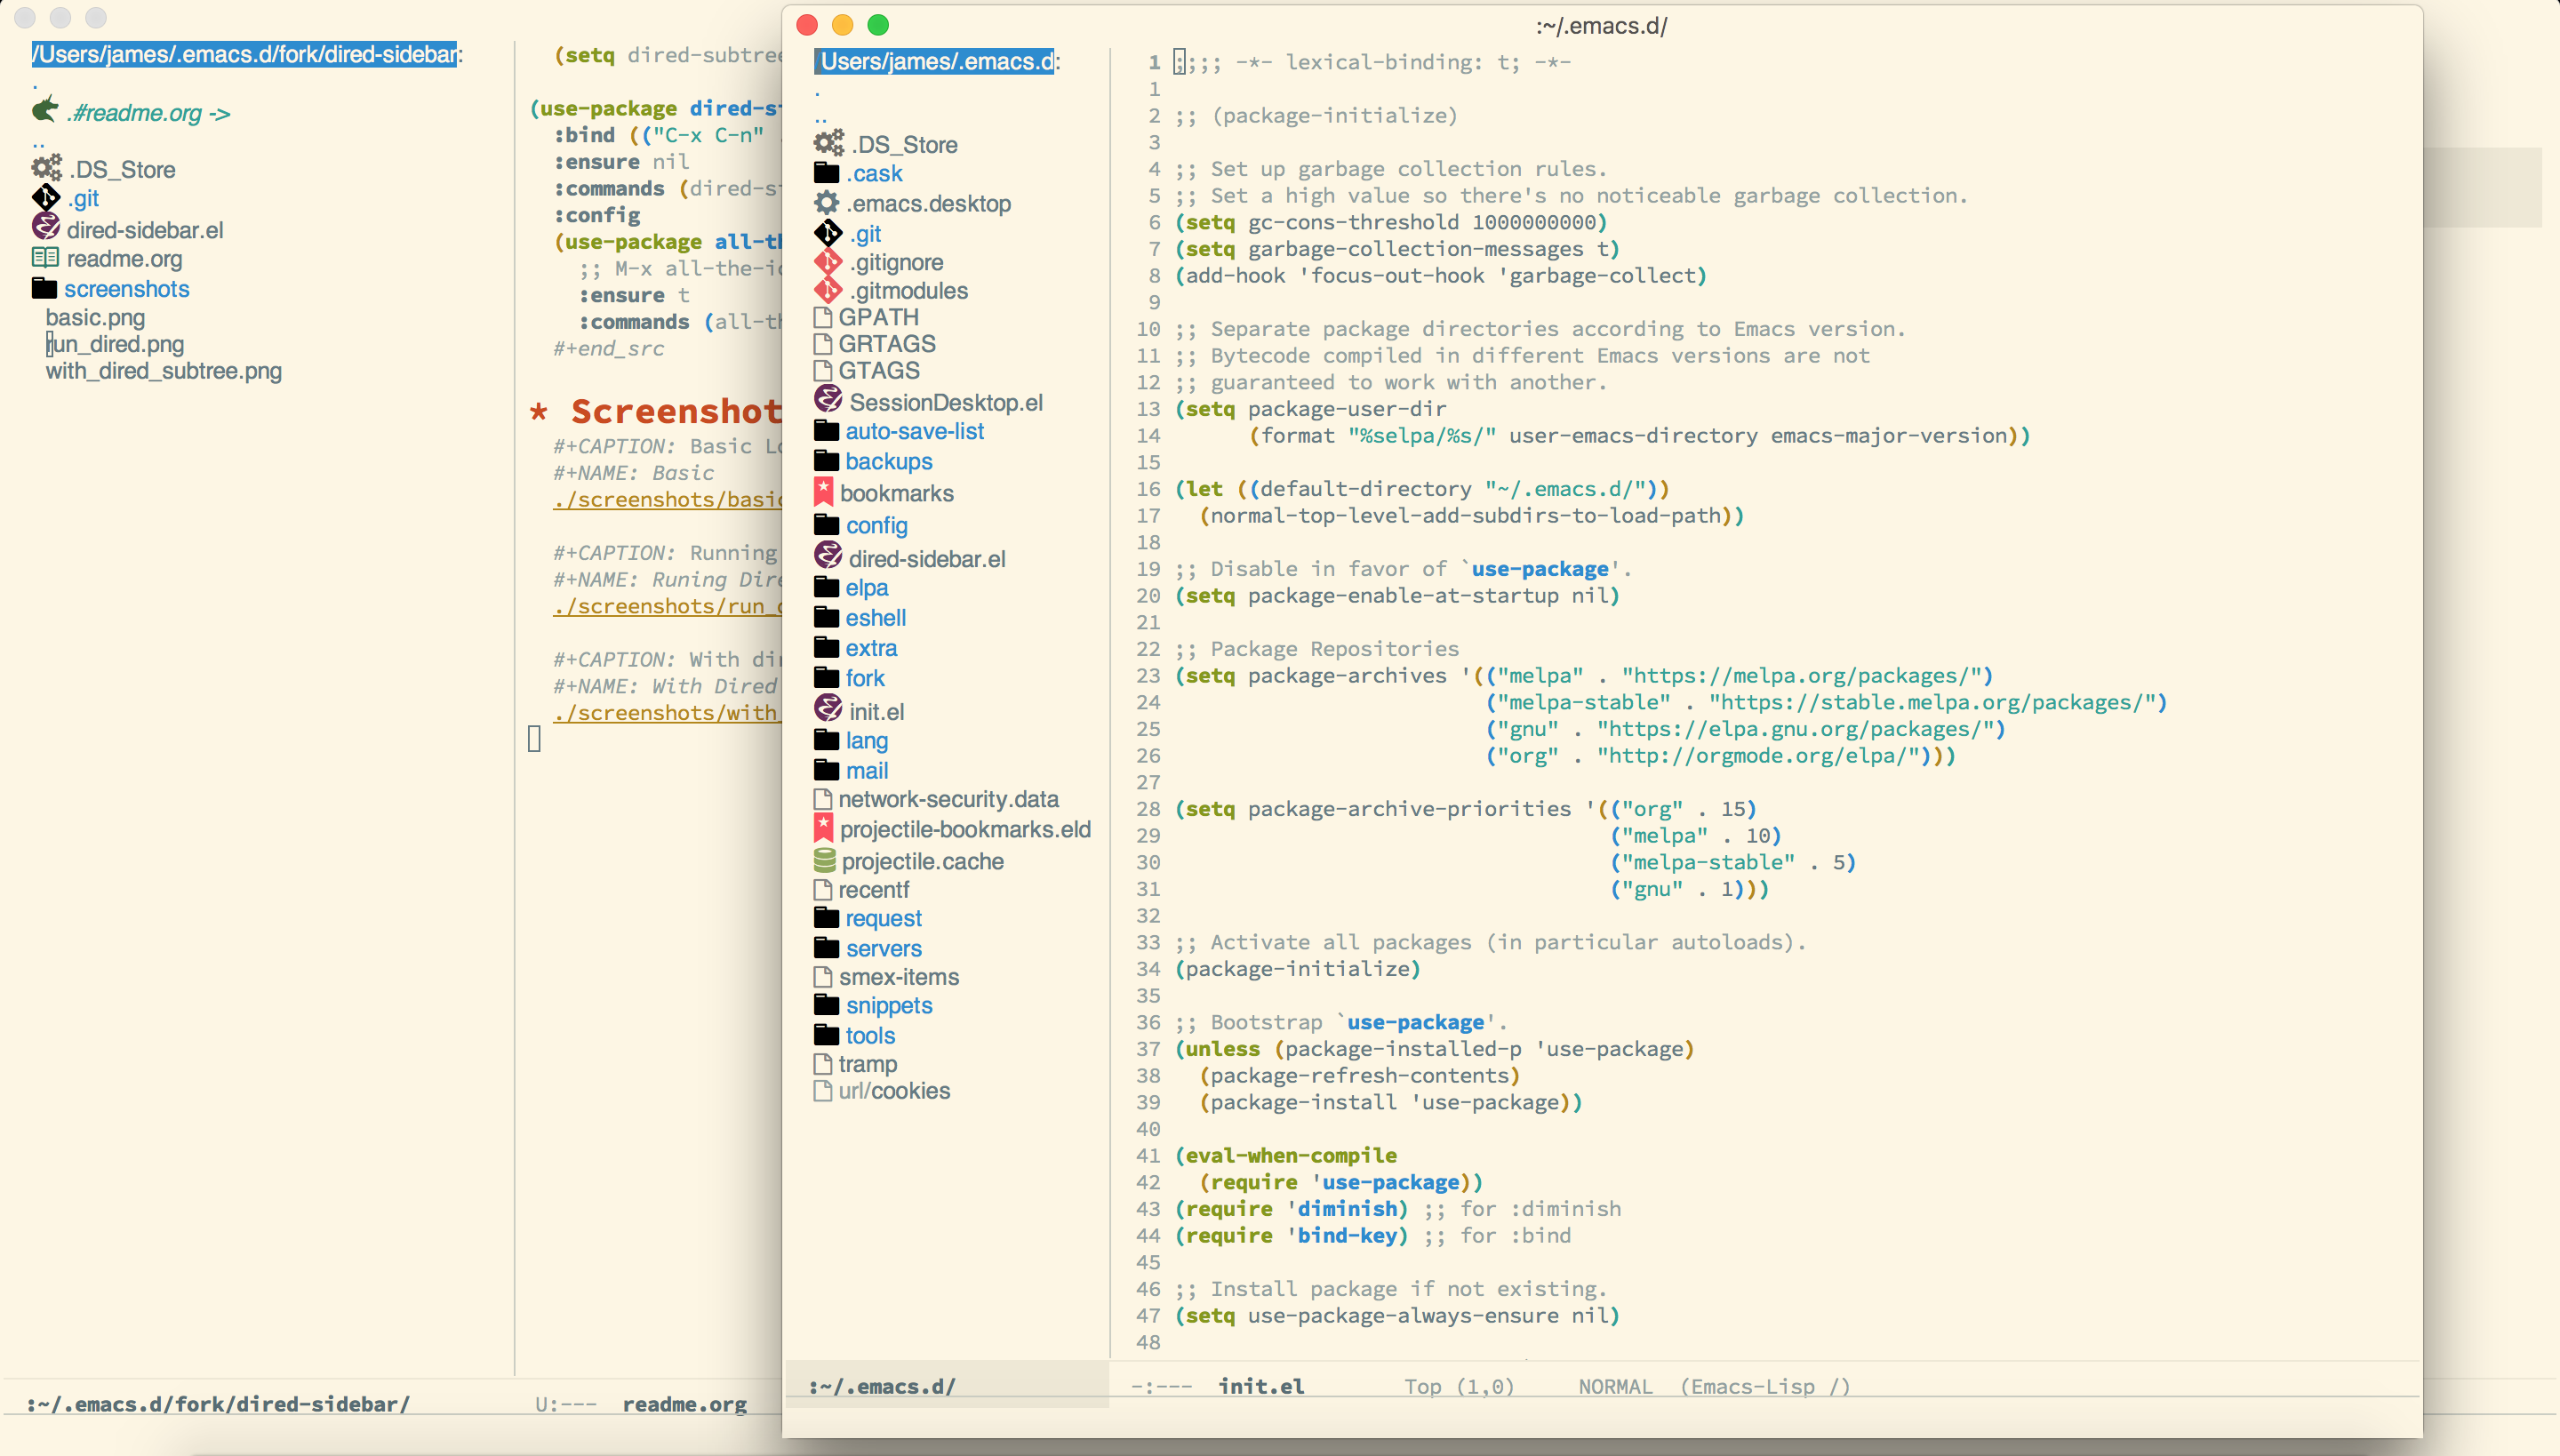 /Users/james/.emacs.d/fork/dired-sidebar:
.
.#readme.org ->
..
.DS_Store
.git
dired-sidebar.el
readme.org
screenshots
basic.png
run_dired.png
with_dired_subtree.png
:~/.emacs.d/fork/dired-sidebar/
(setq
(use-package
:bind (("C-x C-n"
:ensure nil
:commands
:config
(use-package
;; M-x
:ensure t
:commands
#+end_src
* Screenshot
#+CAPTION: Basic
#+NAME: Basic
./screenshots/basic
#+CAPTION: Running
#+NAME: Runing
./screenshots/run_
#+CAPTION: With
#+NAME: With Dired
./screenshots/with_
U:--- readme.org
:~/.emacs.d/
/Users/james/.emacs.d:
.
..
.DS_Store
.cask
.emacs.desktop
.git
.gitignore
.gitmodules
GPATH
GRTAGS
GTAGS
SessionDesktop.el
auto-save-list
backups
bookmarks
config
dired-sidebar.el
elpa
eshell
extra
fork
init.el
lang
mail
network-security.data
projectile-bookmarks.eld
projectile.cache
recentf
request
servers
smex-items
snippets
tools
tramp
url/cookies
:~/.emacs.d/
1 ;;;; -*- lexical-binding: t; -*-
1
2 ;; (package-initialize)
3
4 ;; Set up garbage collection rules.
5 ;; Set a high value so there's no noticeable garbage collection.
6 (setq gc-cons-threshold 1000000000)
7 (setq garbage-collection-messages t)
8 (add-hook 'focus-out-hook 'garbage-collect)
9
10 ;; Separate package directories according to Emacs version.
11 ;; Bytecode compiled in different Emacs versions are not
12 ;; guaranteed to work with another.
13 (setq package-user-dir
14 (format "%selpa/%s/" user-emacs-directory emacs-major-version))
15
16 (let ((default-directory "~/.emacs.d/"))
17 (normal-top-level-add-subdirs-to-load-path))
18
19 ;; Disable in favor of `use-package'.
20 (setq package-enable-at-startup nil)
21
22 ;; Package Repositories
23 (setq package-archives '(("melpa" . "https://melpa.org/packages/")
24 ("melpa-stable" . "https://stable.melpa.org/packages/")
25 ("gnu" . "https://elpa.gnu.org/packages/")
26 ("org" . "http://orgmode.org/elpa/")))
27
28 (setq package-archive-priorities '(("org" . 15)
29 ("melpa" . 10)
30 ("melpa-stable" . 5)
31 ("gnu" . 1)))
32
33 ;; Activate all packages (in particular autoloads).
34 (package-initialize)
35
36 ;; Bootstrap `use-package'.
37 (unless (package-installed-p 'use-package)
38 (package-refresh-contents)
39 (package-install 'use-package))
40
41 (eval-when-compile
42 (require 'use-package))
43 (require 'diminish) ;; for :diminish
44 (require 'bind-key) ;; for :bind
45
46 ;; Install package if not existing.
47 (setq use-package-always-ensure nil)
48
-:--- init.el Top (1,0) NORMAL (Emacs-Lisp /)